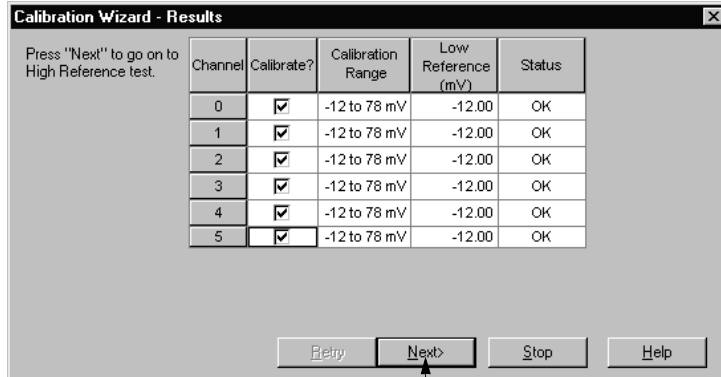 Calibration Wizard - Results
Press "Next" to go on to
High Reference test.
Channel Calibrate? Calibration Range Low Reference (mV) Status
0 -12 to 78 mV -12.00 OK
1 -12 to 78 mV -12.00 OK
2 -12 to 78 mV -12.00 OK
3 -12 to 78 mV -12.00 OK
4 -12 to 78 mV -12.00 OK
5 -12 to 78 mV -12.00 OK
Retry Next> Stop Help